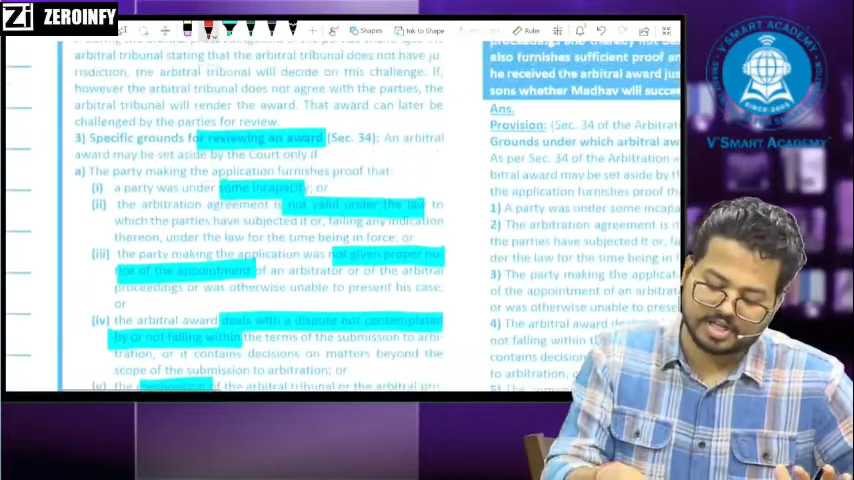 Zi ZEROINFY
Shapes
Ink to Shape
arbitral tribunal stating that the arbitral tribunal does not have ju-
risdiction, the arbitral tribunal will decide on this challenge. If,
however the arbitral tribunal does not agree with the parties, the
arbitral tribunal will render the award. That award can later be
challenged by the parties for review.
3) Specific grounds for reviewing an award (Sec. 34): An arbitral
award may be set aside by the Court only if
a) The party making the application furnishes proof that:
(i) a party was under some incapacity; or
(ii) the arbitration agreement is not valid under the law to
which the parties have subjected it or, failing any indication
thereon, under the law for the time being in force; or
(iii) the party making the application was not given proper not
tice of the appointment of an arbitrator or of the arbitral
proceedings or was otherwise unable to present his case;
or
(iv) the arbitral award deals with a dispute not contemplated
by or not falling within the terms of the submission to arbi-
tration, or it contains decisions on matters beyond the
scope of the submission to arbitration; or
(v) the composition of the arbitral tribunal or the arbitral pro-
also furnishes sufficient proof an
he received the arbitral award jus
sons whether Madhav will succe
Ans.
Provision: (Sec. 34 of the Arbitrat
Grounds under which arbitral aw
As per Sec. 34 of the Arbitration a
bitral award may be set aside by th
the application furnishes proof th
1) A party was under some incapa
2) The arbitration agreement is
the parties have subjected it or, f
der the law for the time being in f
3) The party making the applicat
of the appointment of an arbitrat
or was otherwise unable to prese
4) The arbitral award
not falling within th
contains decision
to arbitration;
V'SMART ACADEMY
SINCE 2005
V'SMART ACADEMY